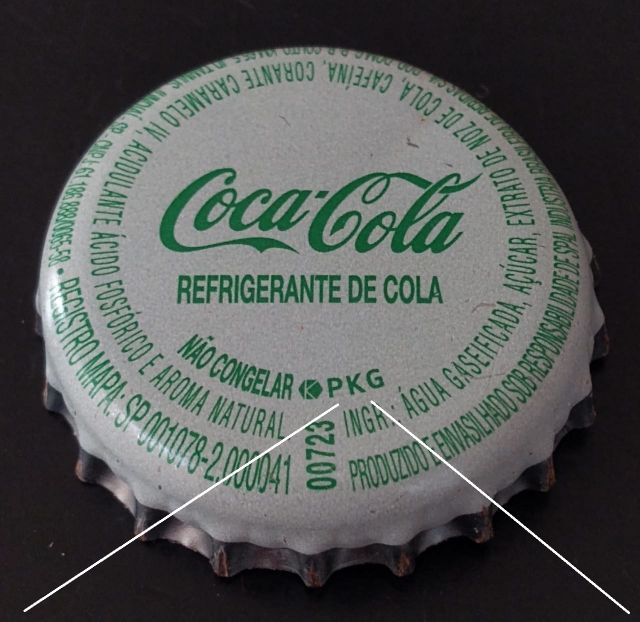 Coca-Cola
REFRIGERANTE DE COLA
NÃO CONGELAR K PKG
INGR.: ÁGUA GASEIFICADA, AÇÚCAR, EXTRATO DE NOZ DE COLA, CAFEÍNA, CORANTE CARAMELO IV, ACIDULANTE ÁCIDO FOSFÓRICO E AROMA NATURAL
PRODUZIDO E ENVASILHADO SOB RESPONSABILIDADE DE SPAL
• REGISTRO MAPA: SP 001078-2.000041
00723